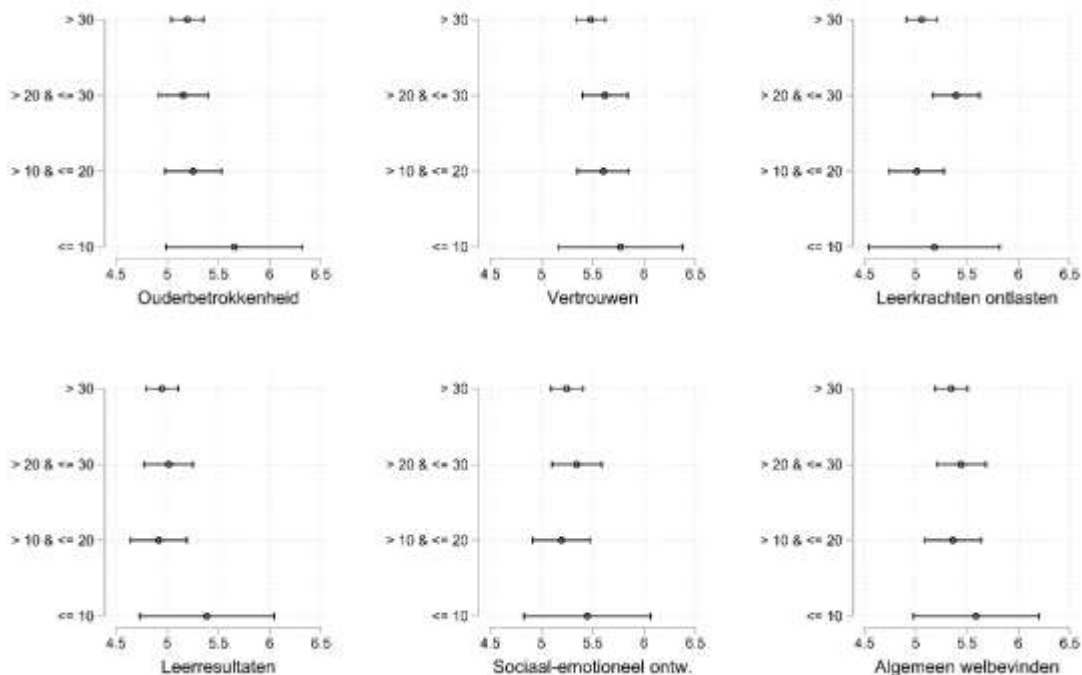 > 30 > 30 > 30
> 20 & <= 30 > 20 & <= 30 > 20 & <= 30
> 10 & <= 20 > 10 & <= 20 > 10 & <= 20
<= 10 <= 10 <= 10
4.5 5 5.5 6 6.5 4.5 5 5.5 6 6.5 4.5 5 5.5 6 6.5
Ouderbetrokkenheid Vertrouwen Leerkrachten ontlasten
> 30 > 30 > 30
> 20 & <= 30 > 20 & <= 30 > 20 & <= 30
> 10 & <= 20 > 10 & <= 20 > 10 & <= 20
<= 10 <= 10 <= 10
4.5 5 5.5 6 6.5 4.5 5 5.5 6 6.5 4.5 5 5.5 6 6.5
Leerresultaten Sociaal-emotioneel ontw. Algemeen welbevinden